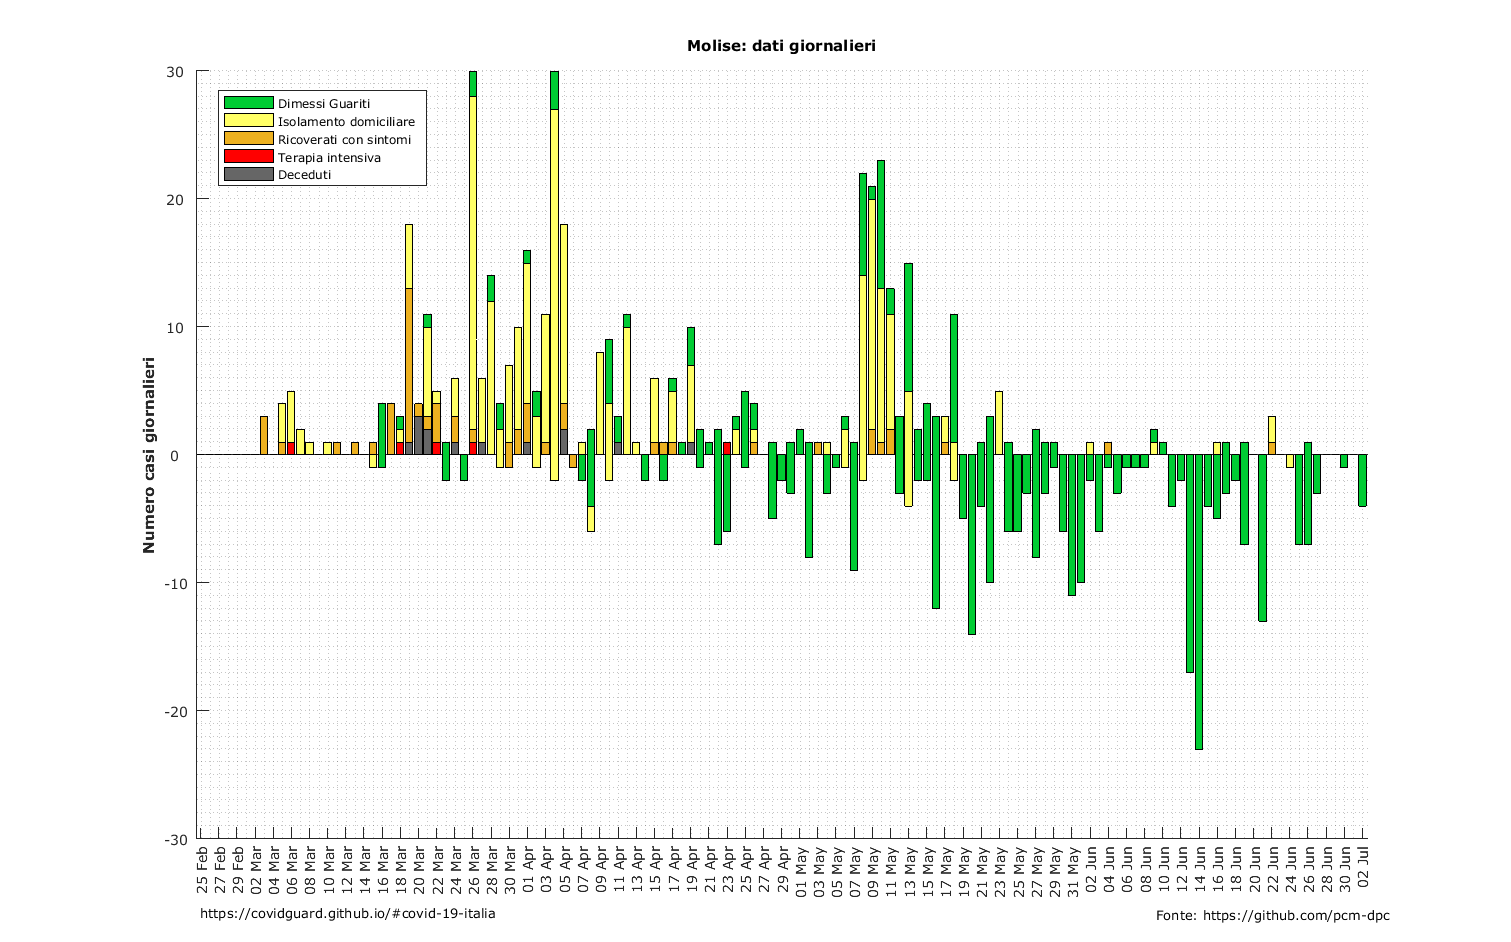 Molise: dati giornalieri
30
20
10
0
-10
-20
-30
Numero casi giornalieri
Dimessi Guariti
Isolamento domiciliare
Ricoverati con sintomi
Terapia intensiva
Deceduti
25 Feb
27 Feb
29 Feb
02 Mar
04 Mar
06 Mar
08 Mar
10 Mar
12 Mar
14 Mar
16 Mar
18 Mar
20 Mar
22 Mar
24 Mar
26 Mar
28 Mar
30 Mar
01 Apr
03 Apr
05 Apr
07 Apr
09 Apr
11 Apr
13 Apr
15 Apr
17 Apr
19 Apr
21 Apr
23 Apr
25 Apr
27 Apr
29 Apr
01 May
03 May
05 May
07 May
09 May
11 May
13 May
15 May
17 May
19 May
21 May
23 May
25 May
27 May
29 May
31 May
02 Jun
04 Jun
06 Jun
08 Jun
10 Jun
12 Jun
14 Jun
16 Jun
18 Jun
20 Jun
22 Jun
24 Jun
26 Jun
28 Jun
30 Jun
02 Jul
https://covidguard.github.io/#covid-19-italia
Fonte: https://github.com/pcm-dpc